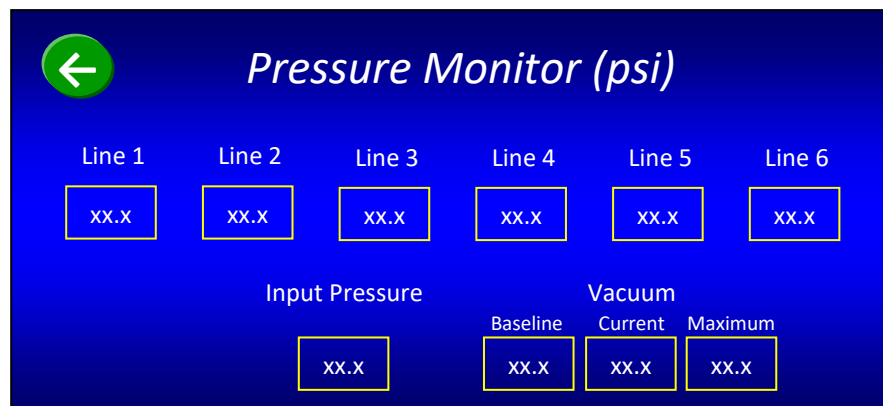 Pressure Monitor (psi)
Line 1 Line 2 Line 3 Line 4 Line 5 Line 6
xx.x xx.x xx.x xx.x xx.x xx.x
Input Pressure Vacuum
Baseline Current Maximum
xx.x xx.x xx.x xx.x